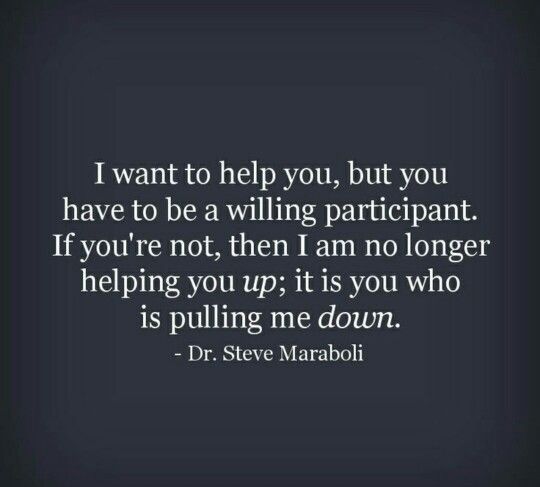 I want to help you, but you
have to be a willing participant.
If you're not, then I am no longer
helping you up; it is you who
is pulling me down.
- Dr. Steve Maraboli